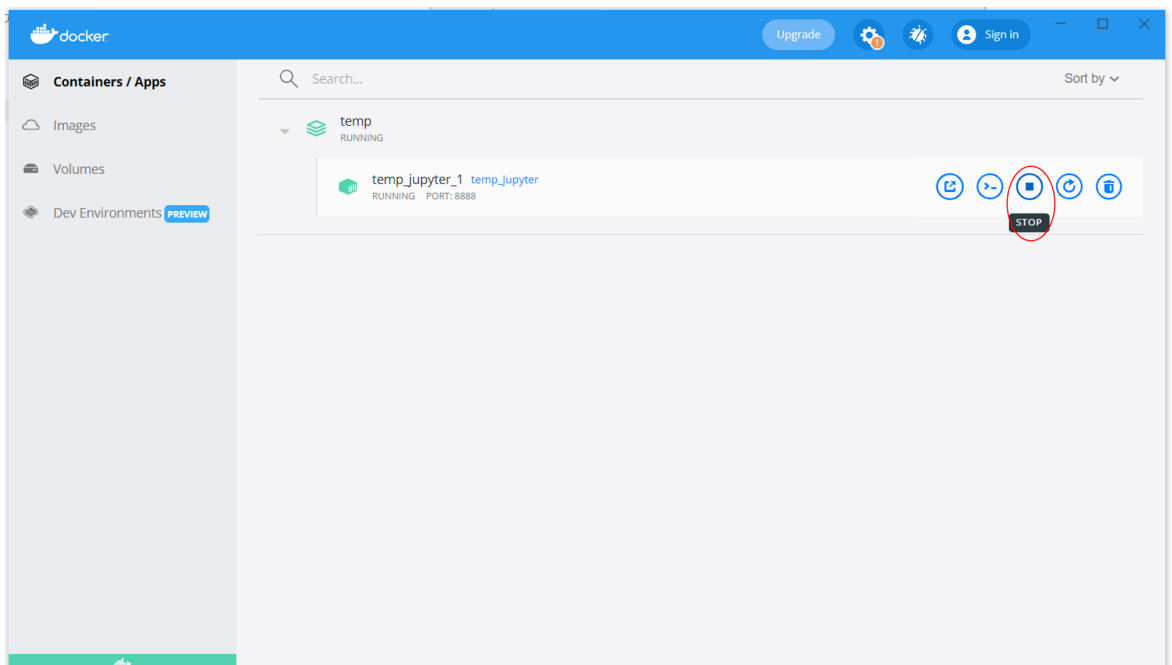 docker
Upgrade
Sign in
Containers / Apps
Images
Volumes
Dev Environments PREVIEW
Search...
Sort by
temp
RUNNING
temp_jupyter_1 temp_jupyter
RUNNING PORT: 8888
STOP